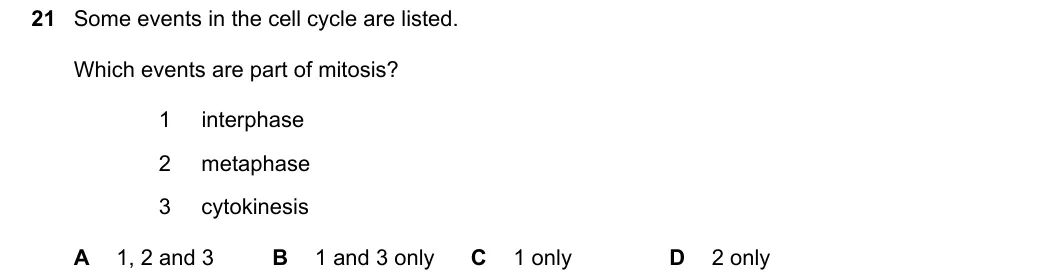 21 Some events in the cell cycle are listed.
Which events are part of mitosis?
1 interphase
2 metaphase
3 cytokinesis
A 1, 2 and 3 B 1 and 3 only C 1 only D 2 only